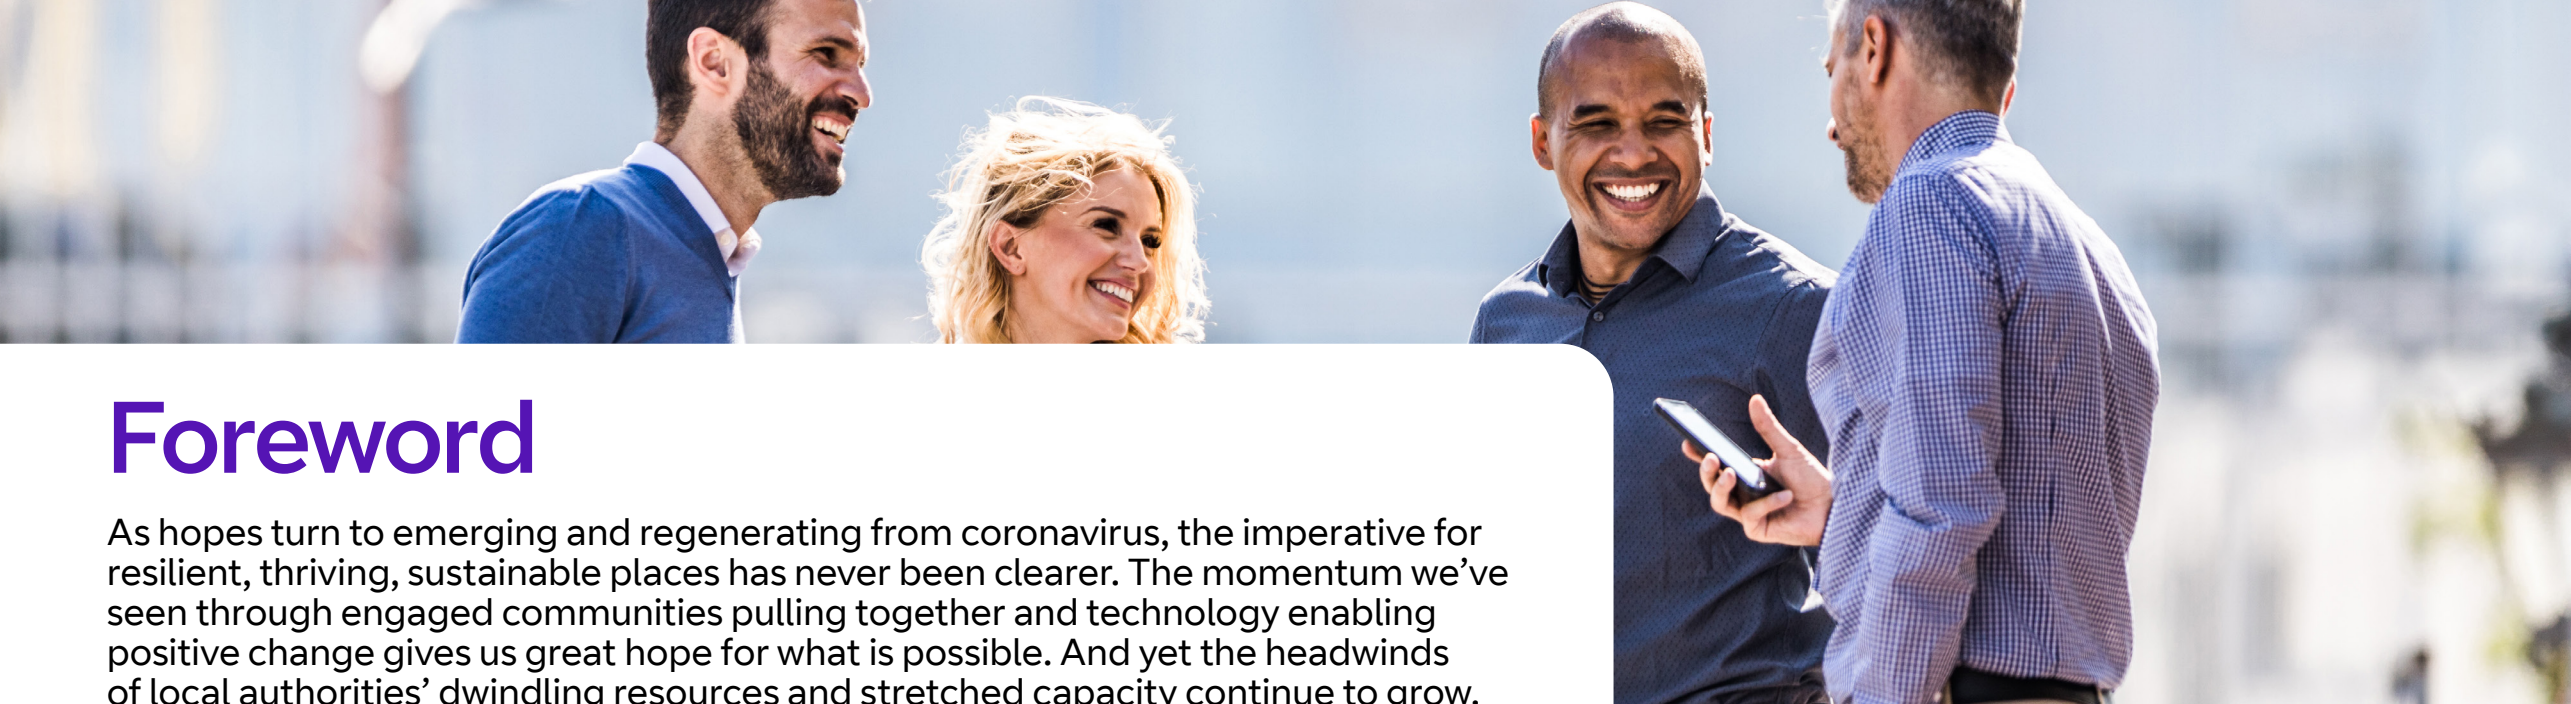 Foreword
As hopes turn to emerging and regenerating from coronavirus, the imperative for
resilient, thriving, sustainable places has never been clearer. The momentum we’ve
seen through engaged communities pulling together and technology enabling
positive change gives us great hope for what is possible. And yet the headwinds
of local authorities’ dwindling resources and stretched capacity continue to grow.